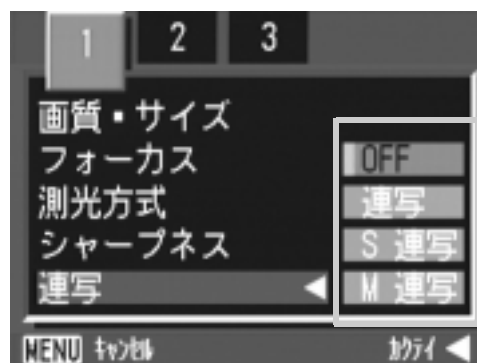 1 2 3
画質・サイズ
フォーカス OFF
測光方式 連写
シャープネス S 連写
連写 ◀ M 連写
MENU ｷｬﾝｾﾙ ｶｸﾃｲ ◀